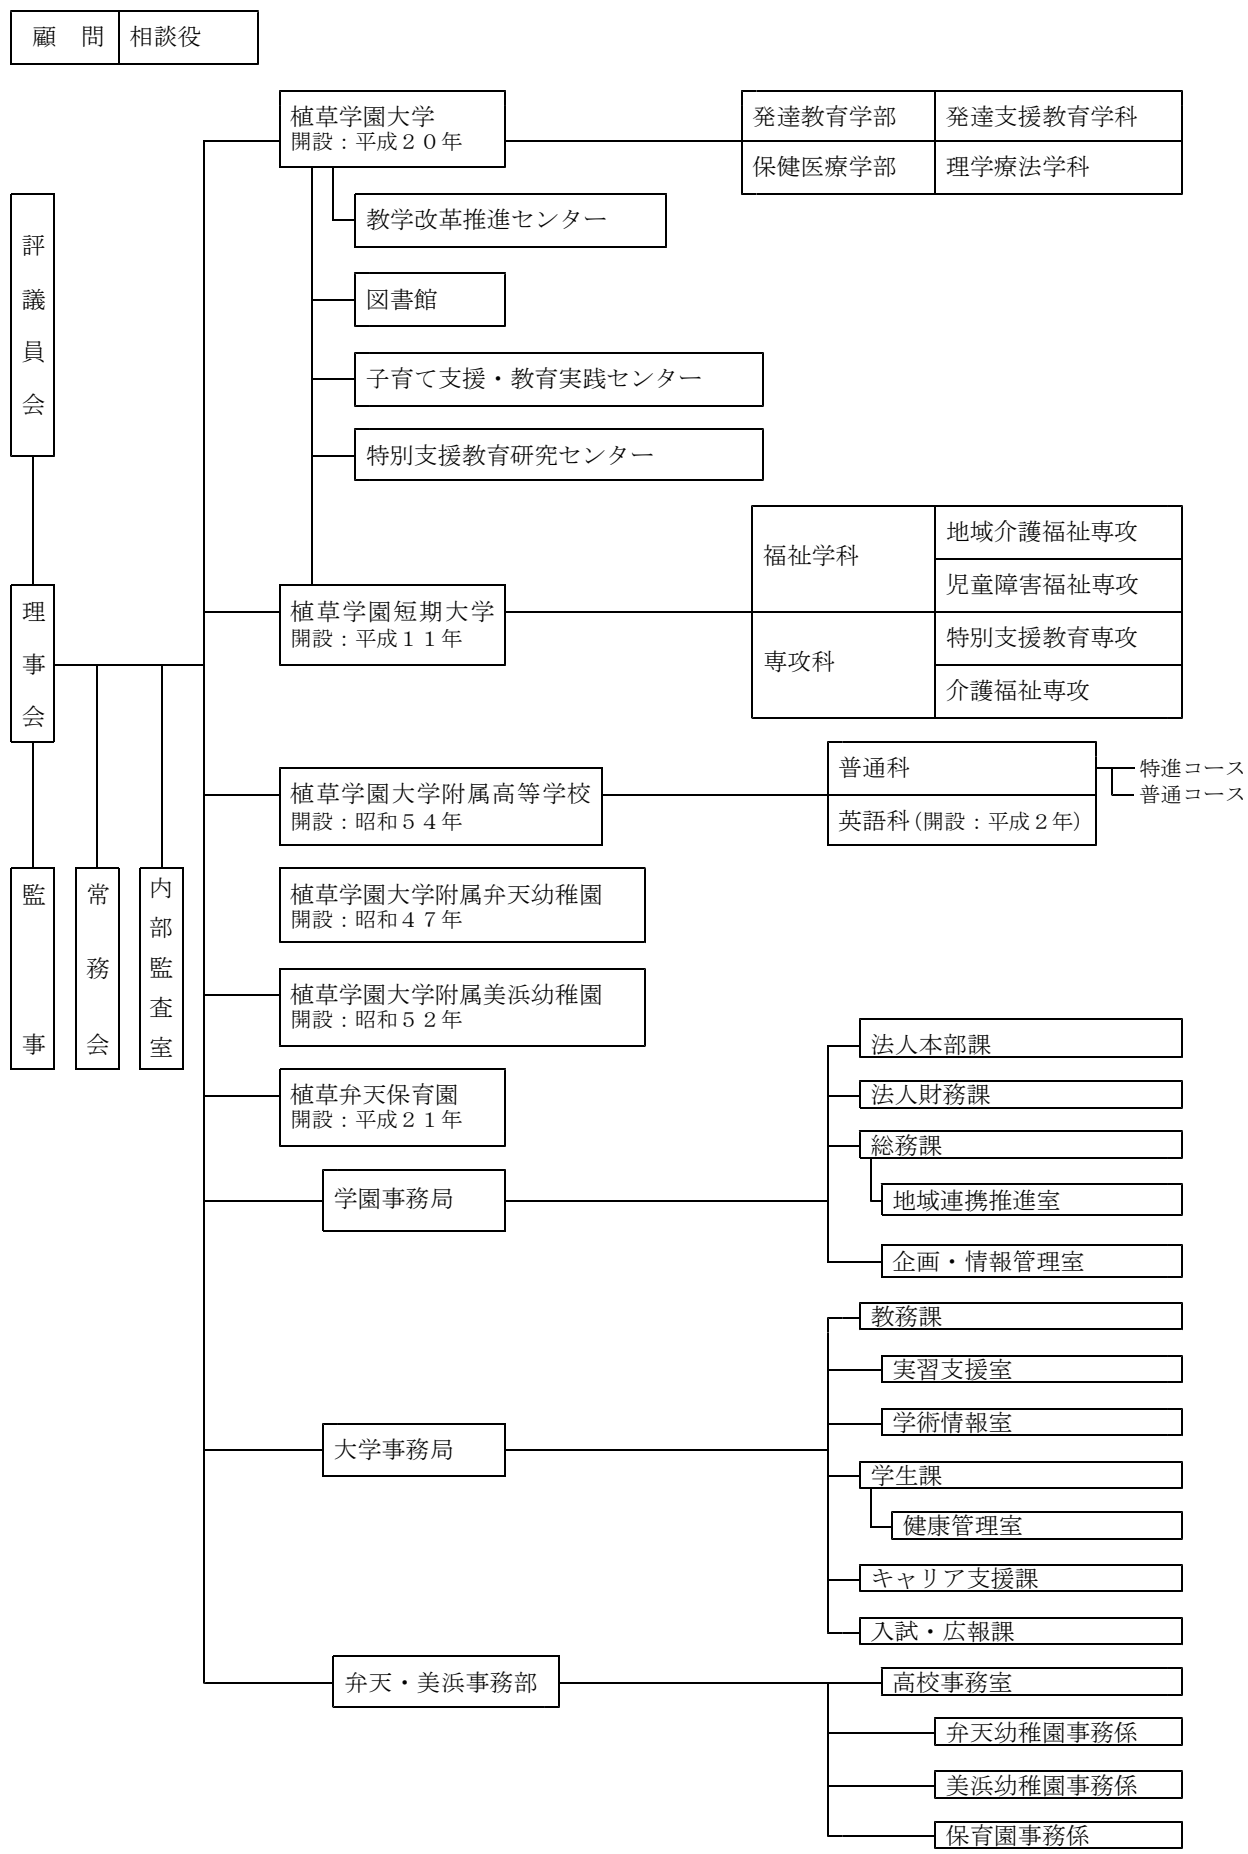 顧　問 相談役
植草学園大学
開設：平成２０年
発達教育学部 発達支援教育学科
保健医療学部 理学療法学科
教学改革推進センター
図書館
子育て支援・教育実践センター
特別支援教育研究センター
評議員会
理事会
監事
常務会
内部監査室
植草学園短期大学
開設：平成１１年
福祉学科
地域介護福祉専攻
児童障害福祉専攻
専攻科
特別支援教育専攻
介護福祉専攻
植草学園大学附属高等学校
開設：昭和５４年
普通科
特進コース
普通コース
英語科（開設：平成２年）
植草学園大学附属弁天幼稚園
開設：昭和４７年
植草学園大学附属美浜幼稚園
開設：昭和５２年
植草弁天保育園
開設：平成２１年
学園事務局
法人本部課
法人財務課
総務課
地域連携推進室
企画・情報管理室
大学事務局
教務課
実習支援室
学術情報室
学生課
健康管理室
キャリア支援課
入試・広報課
弁天・美浜事務部
高校事務室
弁天幼稚園事務係
美浜幼稚園事務係
保育園事務係